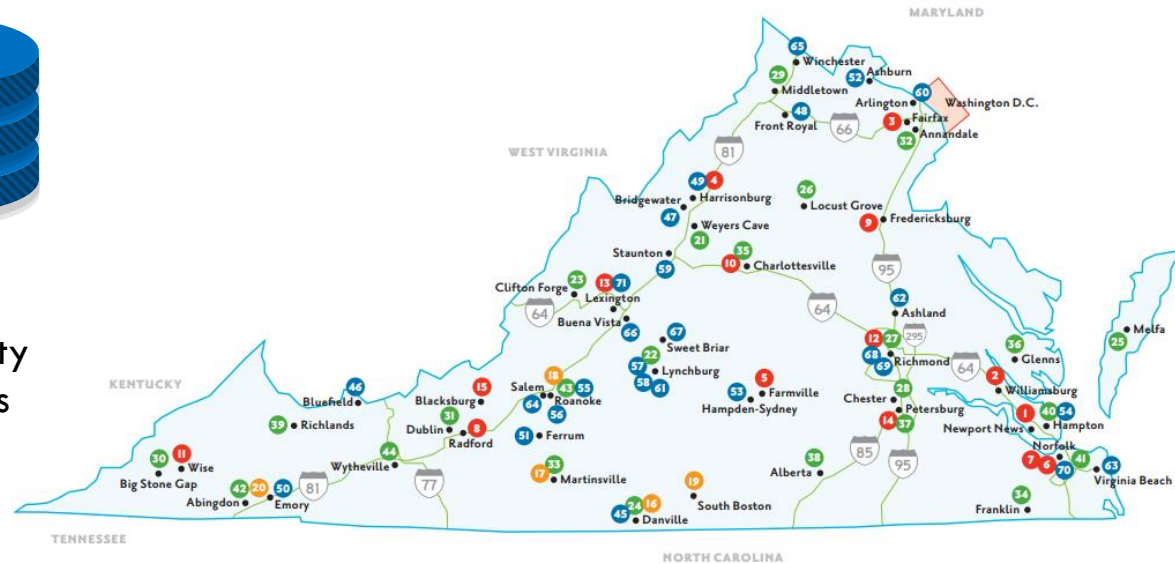 MARYLAND
65
Winchester
29
52
Ashburn
Middletown
60
Arlington
Washington D.C.
48
Front Royal
66
3
Fairfax
Annandale
32
WEST VIRGINIA
81
49
4
Harrisonburg
26
Bridgewater
47
Locust Grove
9
Fredericksburg
Weyers Cave
21
Staunton
59
10
35
Charlottesville
95
23
13
71
Clifton Forge
Lexington
64
64
62
Ashland
Buena Vista
66
67
Sweet Briar
12
27
295
Richmond
68
69
36
Glenns
Melfa
25
ty
s
KENTUCKY
46
Bluefield
15
Blacksburg
18
Salem
43
55
Roanoke
64
56
22
57
Lynchburg
58
61
5
53
Farmville
Hampden-Sydney
64
2
Williamsburg
28
Chester
Petersburg
14
37
1
40
54
Newport News
Hampton
39
Richlands
31
Dublin
8
Radford
51
Ferrum
Norfolk
7
6
41
70
63
Virginia Beach
11
30
Wise
Big Stone Gap
44
Wytheville
77
17
33
Martinsville
38
Alberta
85
95
42
20
50
Abingdon
Emory
81
19
South Boston
45
24
16
Danville
34
Franklin
TENNESSEE
NORTH CAROLINA